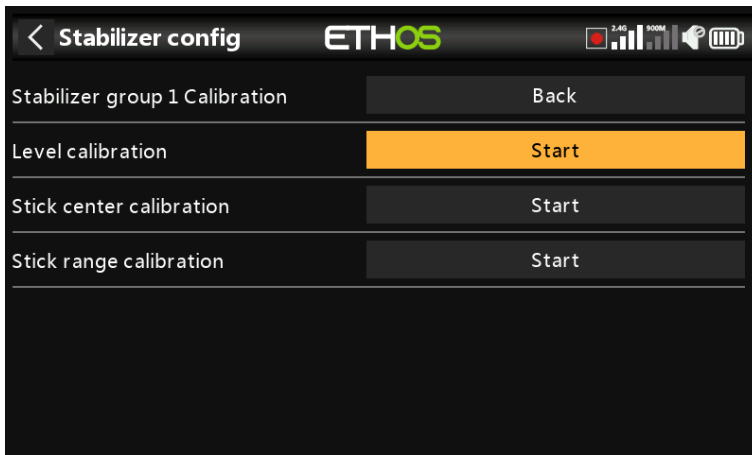 Stabilizer config ETHOS 2.4G 900M
Stabilizer group 1 Calibration Back
Level calibration Start
Stick center calibration Start
Stick range calibration Start